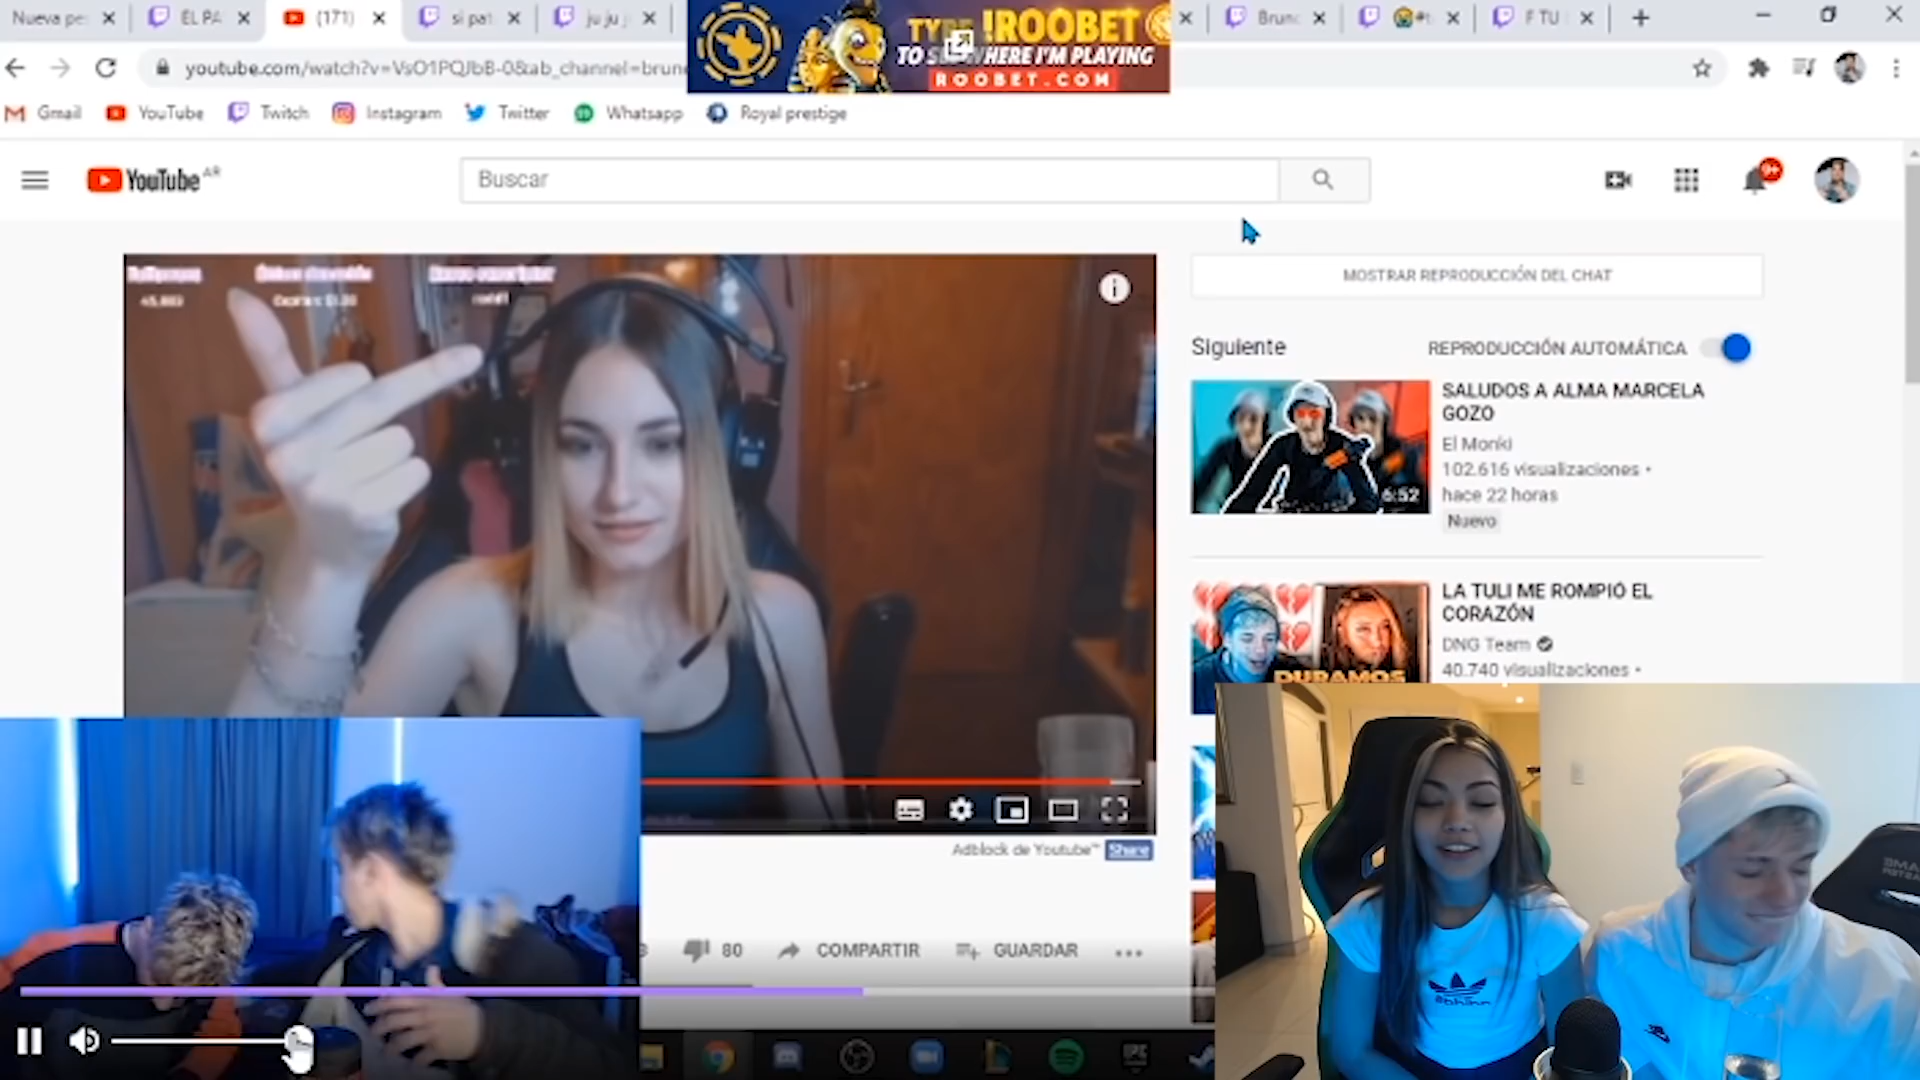 Nueva pe
EL PA
(171)
si pat
ju ju j
Brun
F TU
TYPE !ROOBET
TO SEE WHERE I'M PLAYING
ROOBET.COM
youtube.com/watch?v=VsO1PQJbB-0&ab_channel=brun
Gmail
YouTube
Twitch
Instagram
Twitter
Whatsapp
Royal prestige
YouTube AR
Buscar
9+
MOSTRAR REPRODUCCIÓN DEL CHAT
Siguiente
REPRODUCCIÓN AUTOMÁTICA
SALUDOS A ALMA MARCELA
GOZO
El Monki
102.616 visualizaciones •
hace 22 horas
Nuevo
6:52
LA TULI ME ROMPIÓ EL
CORAZÓN
DNG Team
40.740 visualizaciones •
DURAMOS
Adblock de Youtube™
Share
80
COMPARTIR
GUARDAR